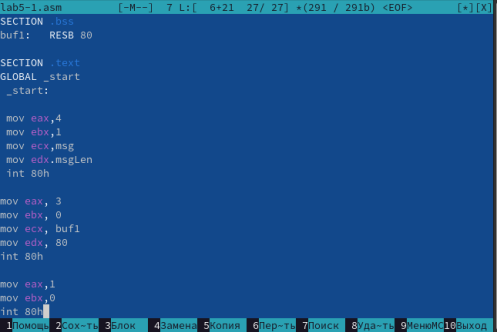 lab5-1.asm [-M--] 7 L:[ 6+21 27/ 27] *(291 / 291b) <EOF> [*][X]
SECTION .bss
buf1: RESB 80
SECTION .text
GLOBAL _start
_start:
mov eax,4
mov ebx,1
mov ecx,msg
mov edx.msgLen
int 80h
mov eax, 3
mov ebx, 0
mov ecx, buf1
mov edx, 80
int 80h
mov eax,1
mov ebx,0
int 80h
1Помощь 2Сох~ть 3Блок 4Замена 5Копия 6Пер~ть 7Поиск 8Уда~ть 9МенюMC 10Выход